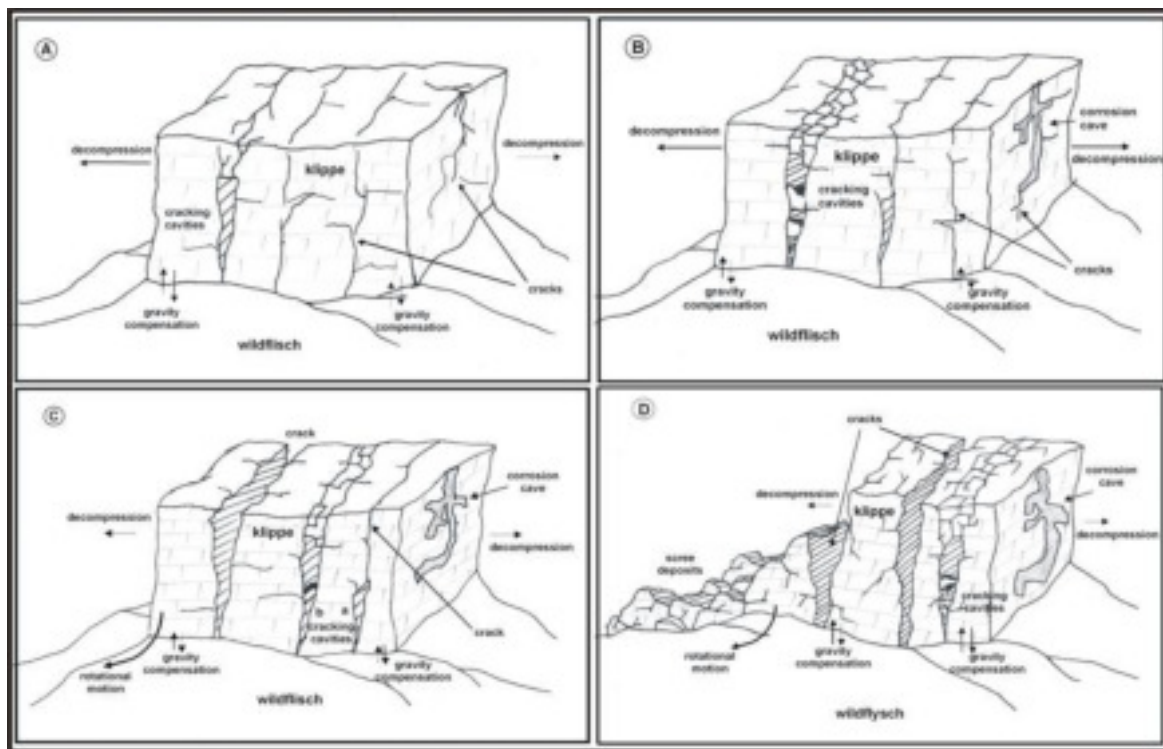 A
decompression
decompression
klippe
cracking
cavities
cracks
gravity
compensation
gravity
compensation
wildflisch
B
decompression
corrosion
cave
decompression
klippe
cracking
cavities
cracks
gravity
compensation
gravity
compensation
wildflisch
C
crack
corrosion
cave
decompression
klippe
decompression
b a
cracking
cavities
crack
gravity
compensation
gravity
compensation
rotational
motion
wildflisch
D
cracks
decompression
corrosion
cave
klippe
decompression
scree
deposits
cracking
cavities
rotational
motion
gravity
compensation
gravity
compensation
wildflysch